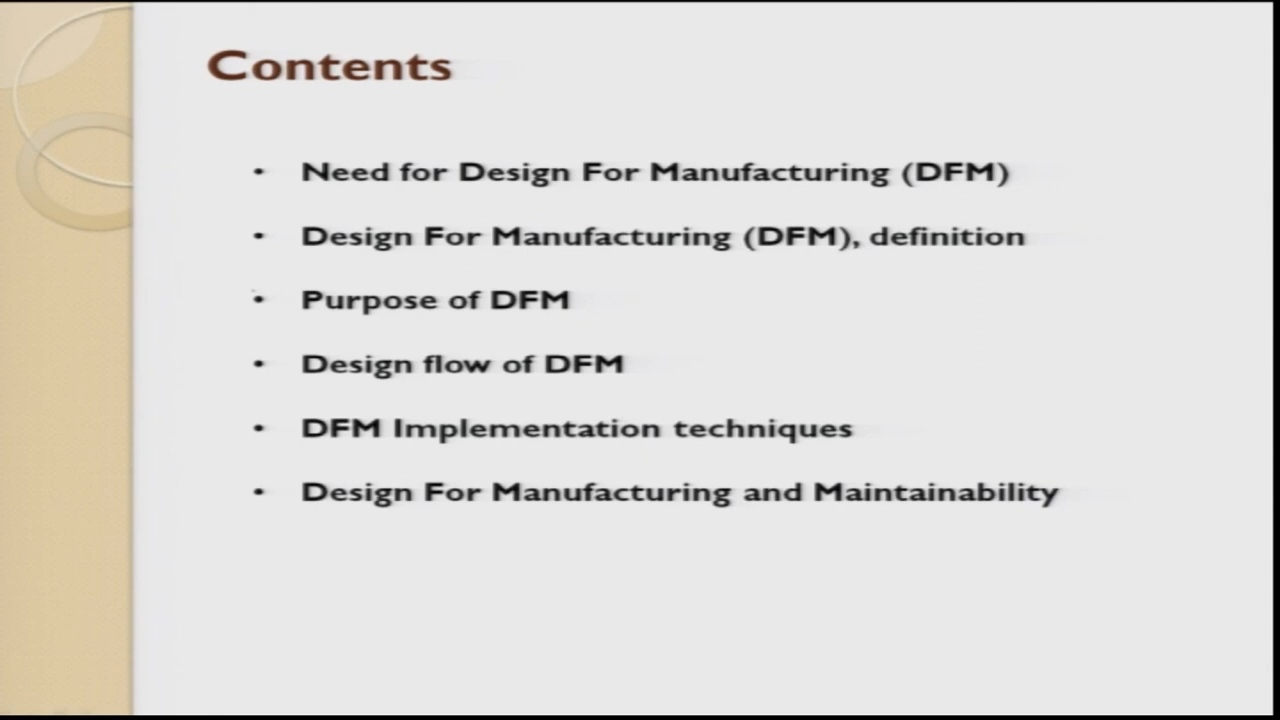 Contents
• Need for Design For Manufacturing (DFM)
• Design For Manufacturing (DFM), definition
• Purpose of DFM
• Design flow of DFM
• DFM Implementation techniques
• Design For Manufacturing and Maintainability